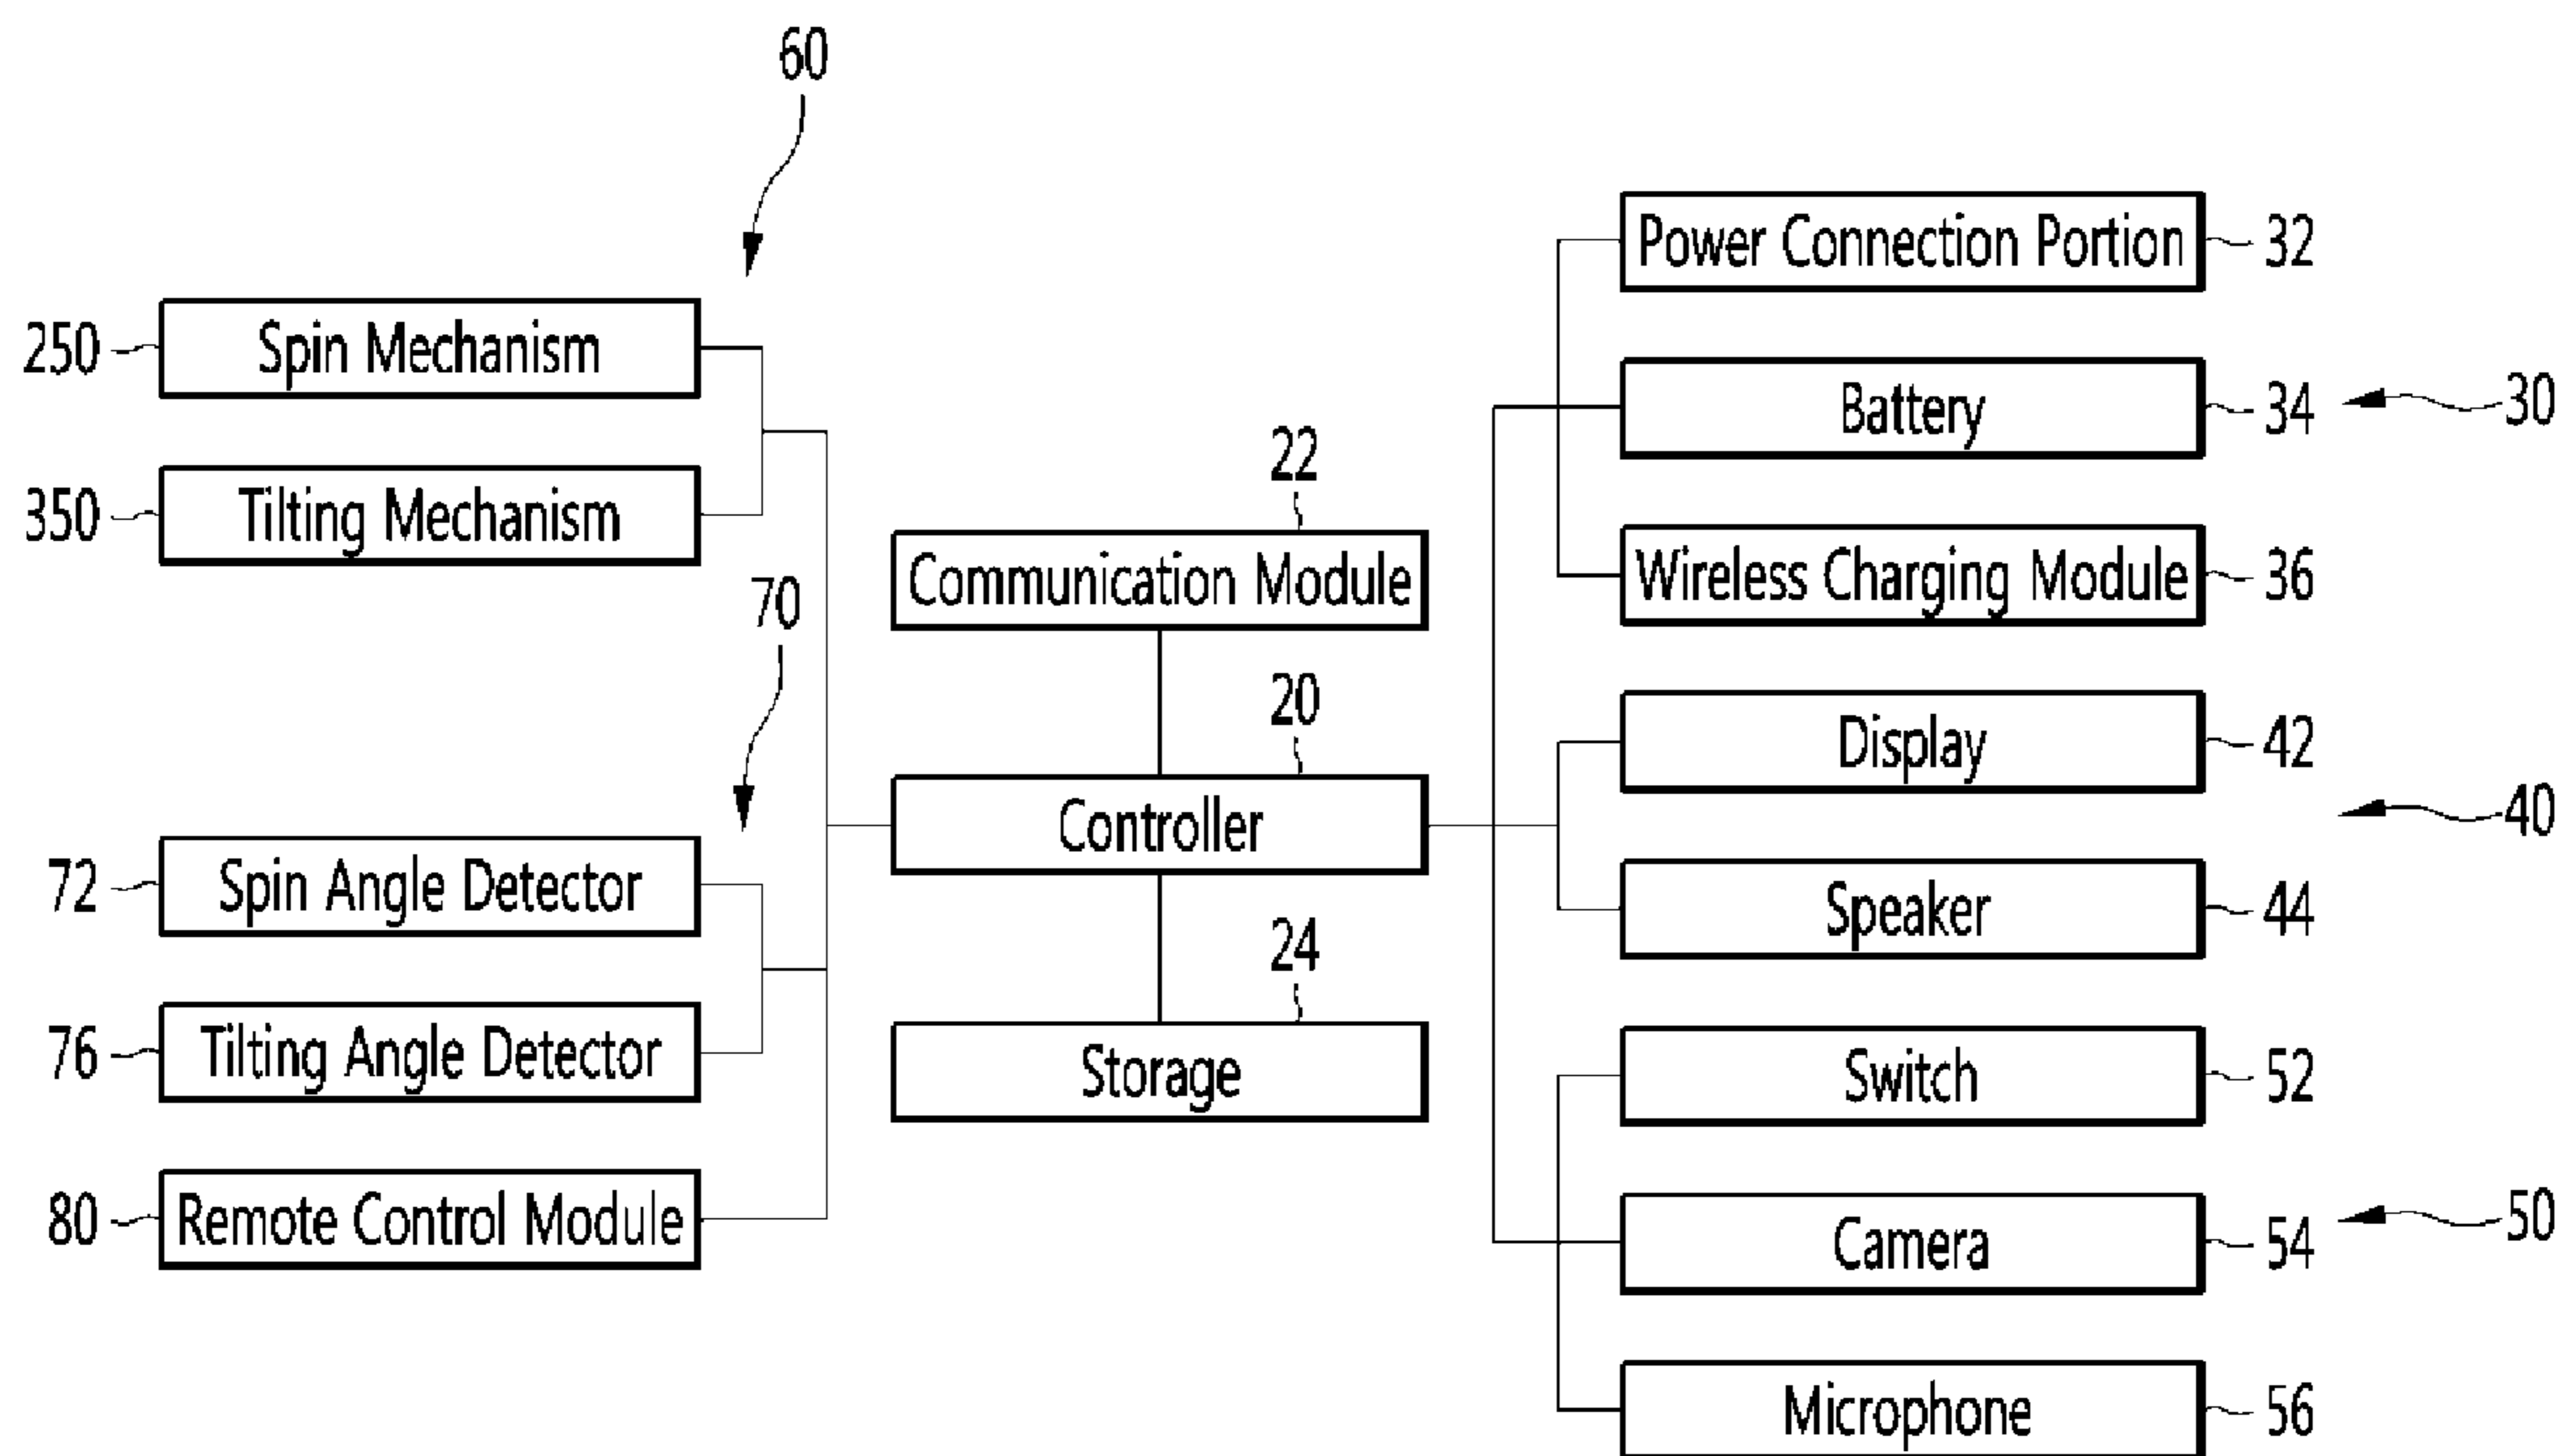 60
250 Spin Mechanism
350 Tilting Mechanism
70
72 Spin Angle Detector
76 Tilting Angle Detector
80 Remote Control Module
22
Communication Module
20
Controller
24
Storage
Power Connection Portion 32
Battery 34
30
Wireless Charging Module 36
Display 42
40
Speaker 44
Switch 52
Camera 54
50
Microphone 56